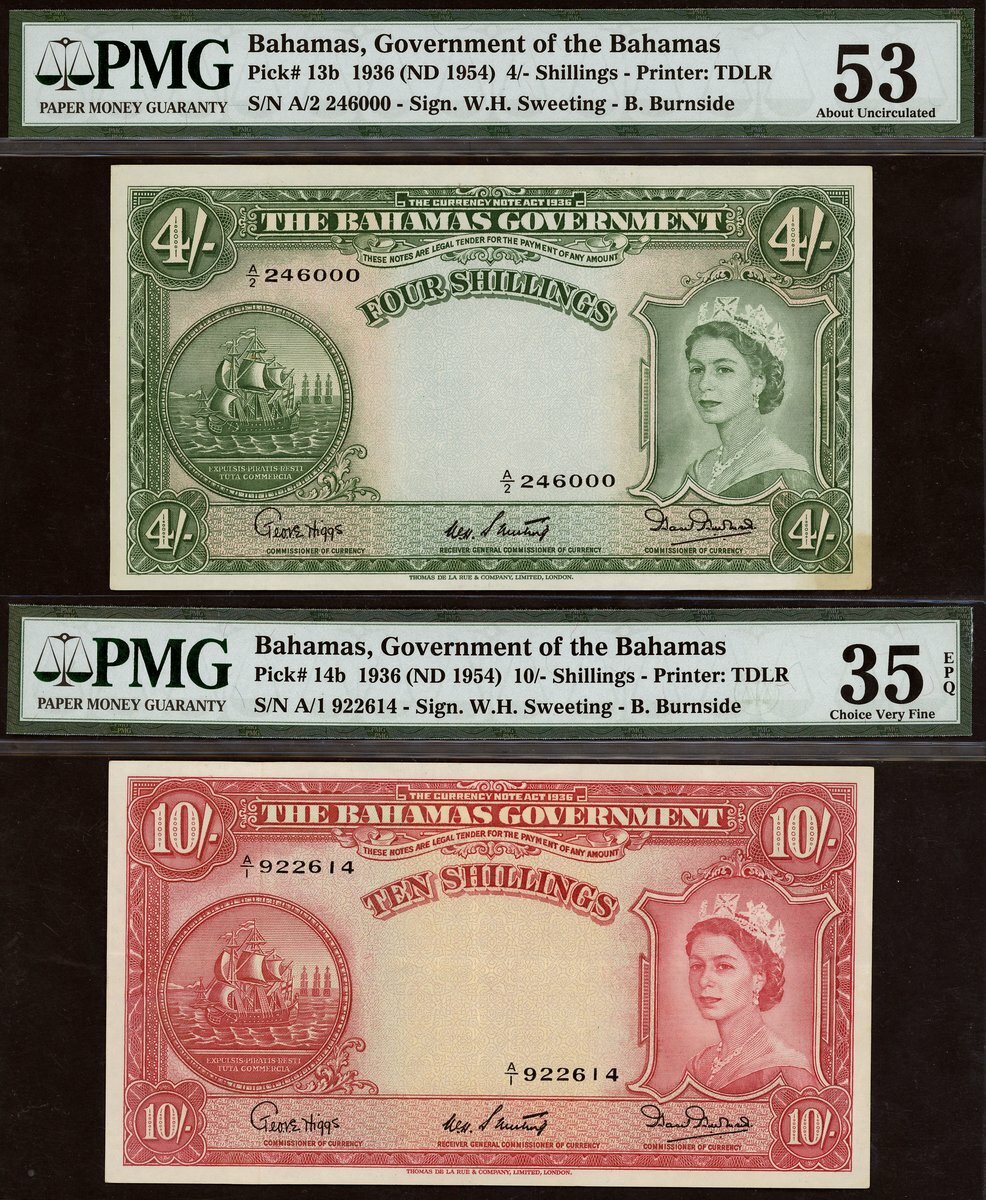 PMG
PAPER MONEY GUARANTY
Bahamas, Government of the Bahamas
Pick# 13b 1936 (ND 1954) 4/- Shillings - Printer: TDLR
S/N A/2 246000 - Sign. W.H. Sweeting - B. Burnside
53
About Uncirculated
THE CURRENCY NOTE ACT 1936
THE BAHAMAS GOVERNMENT
THESE NOTES ARE LEGAL TENDER FOR THE PAYMENT OF ANY AMOUNT
4/-
4/-
A/2 246000
FOUR SHILLINGS
EXPULSIS PIRATIS RESTI
TUTA COMMERCIA
A/2 246000
4/-
4/-
Geo. E. Higgs
COMMISSIONER OF CURRENCY
RECEIVER GENERAL COMMISSIONER OF CURRENCY
COMMISSIONER OF CURRENCY
THOMAS DE LA RUE & COMPANY, LIMITED, LONDON.
PMG
PAPER MONEY GUARANTY
Bahamas, Government of the Bahamas
Pick# 14b 1936 (ND 1954) 10/- Shillings - Printer: TDLR
S/N A/1 922614 - Sign. W.H. Sweeting - B. Burnside
35
EPQ
Choice Very Fine
THE CURRENCY NOTE ACT 1936
THE BAHAMAS GOVERNMENT
THESE NOTES ARE LEGAL TENDER FOR THE PAYMENT OF ANY AMOUNT
10/-
10/-
A/1 922614
TEN SHILLINGS
EXPULSIS PIRATIS RESTI
TUTA COMMERCIA
A/1 922614
10/-
10/-
Geo. E. Higgs
COMMISSIONER OF CURRENCY
RECEIVER GENERAL COMMISSIONER OF CURRENCY
COMMISSIONER OF CURRENCY
THOMAS DE LA RUE & COMPANY, LIMITED, LONDON.